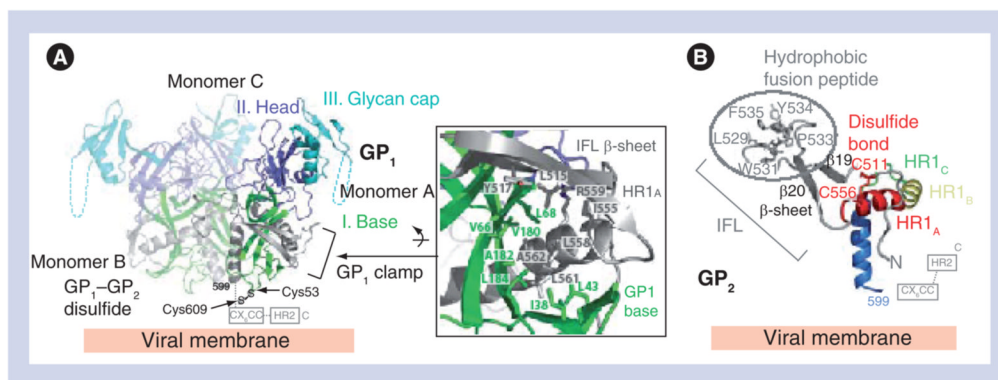 A
Monomer C
II. Head
III. Glycan cap
GP1
Monomer A
I. Base
Monomer B
GP1–GP2
disulfide
599
S
S
Cys53
Cys609
CX6CC
HR2
C
GP1 clamp
Viral membrane
IFL β-sheet
HR1A
Y517
L515
R559
I555
L68
V66
V180
L558
A182
A562
L184
L561
L43
I38
GP1
base
B
Hydrophobic
fusion peptide
F535
Y534
L529
P533
W531
Disulfide
bond
β19
C511
HR1C
β20
C556
HR1B
β-sheet
HR1A
IFL
N
GP2
C
HR2
CX6CC
599
Viral membrane